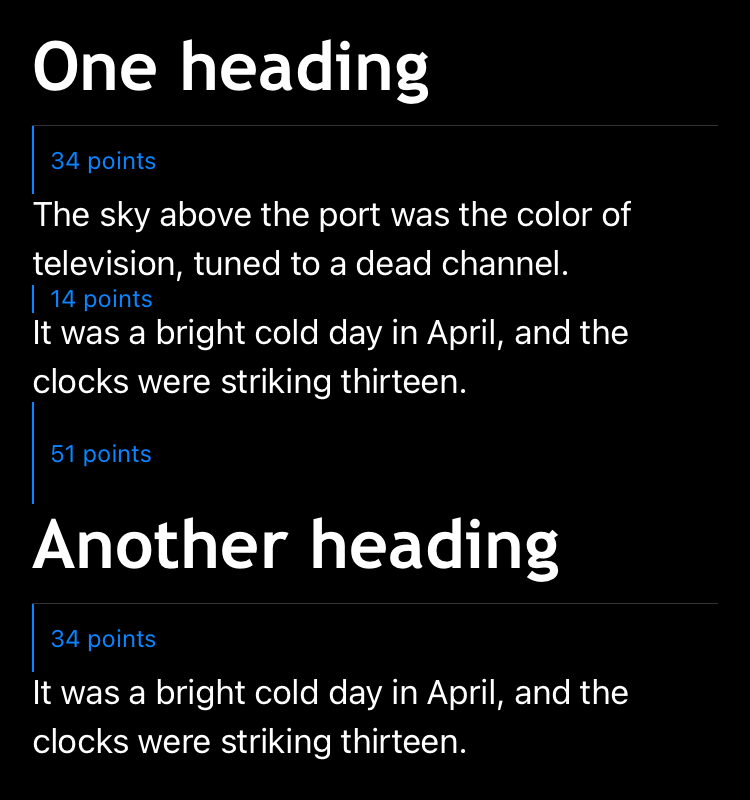 One heading
34 points
The sky above the port was the color of
television, tuned to a dead channel.
14 points
It was a bright cold day in April, and the
clocks were striking thirteen.
51 points
Another heading
34 points
It was a bright cold day in April, and the
clocks were striking thirteen.